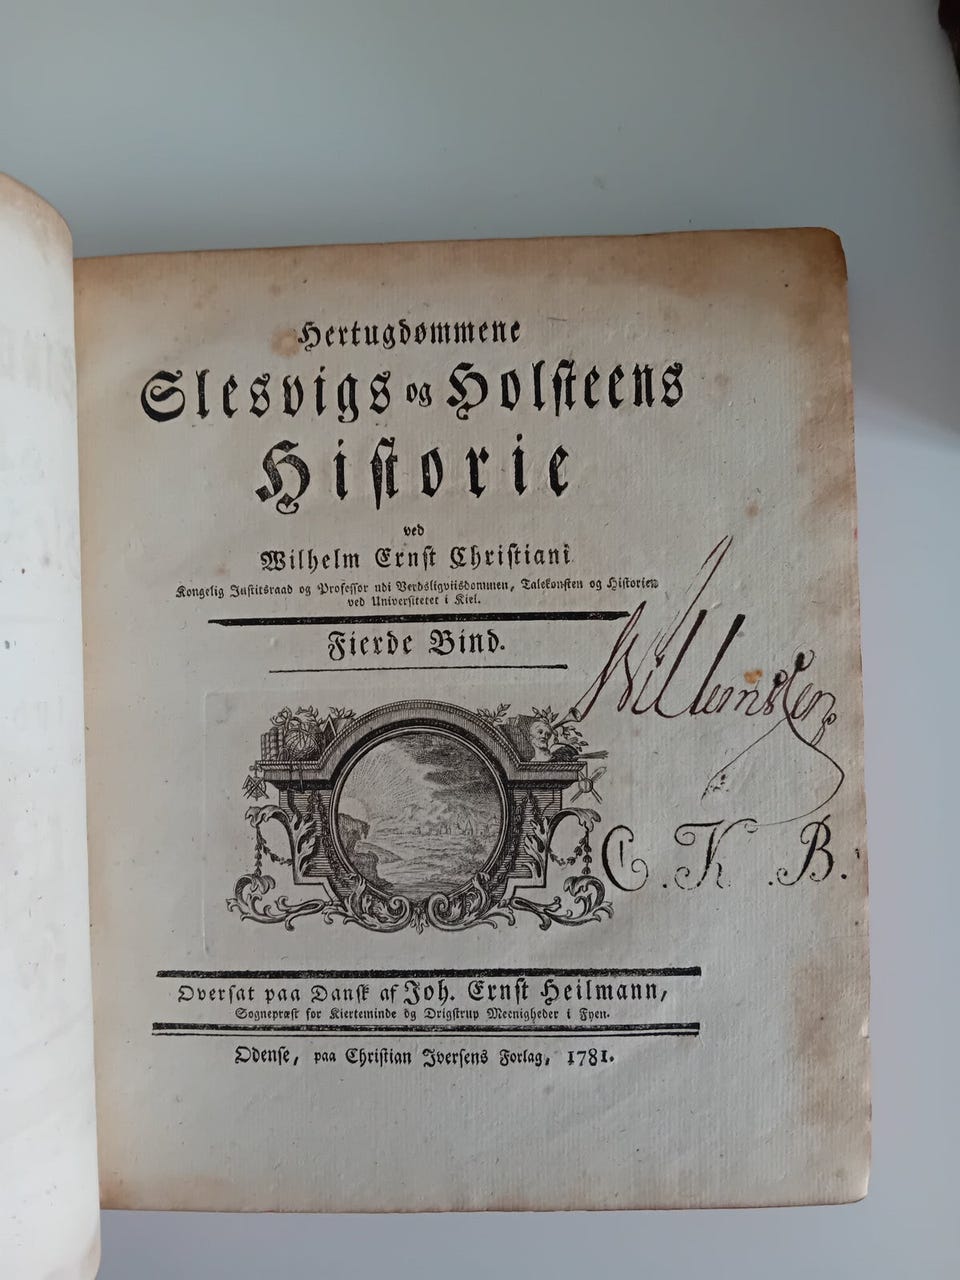 Hertugdømmene
Slesvigs og Holsteens
Historie
ved
Wilhelm Ernst Christiani
Kongelig Justitsraad og Professor udi Verdsligviisdommen, Talekonsten og Historien
ved Universitetet i Kiel.
Fierde Bind.
Willemsen
C. K. B.
Oversat paa Dansk af Joh. Ernst Heilmann,
Sognepræst for Kierteminde og Drigstrup Meenigheder i Fyen.
Odense, paa Christian Iversens Forlag, 1781.